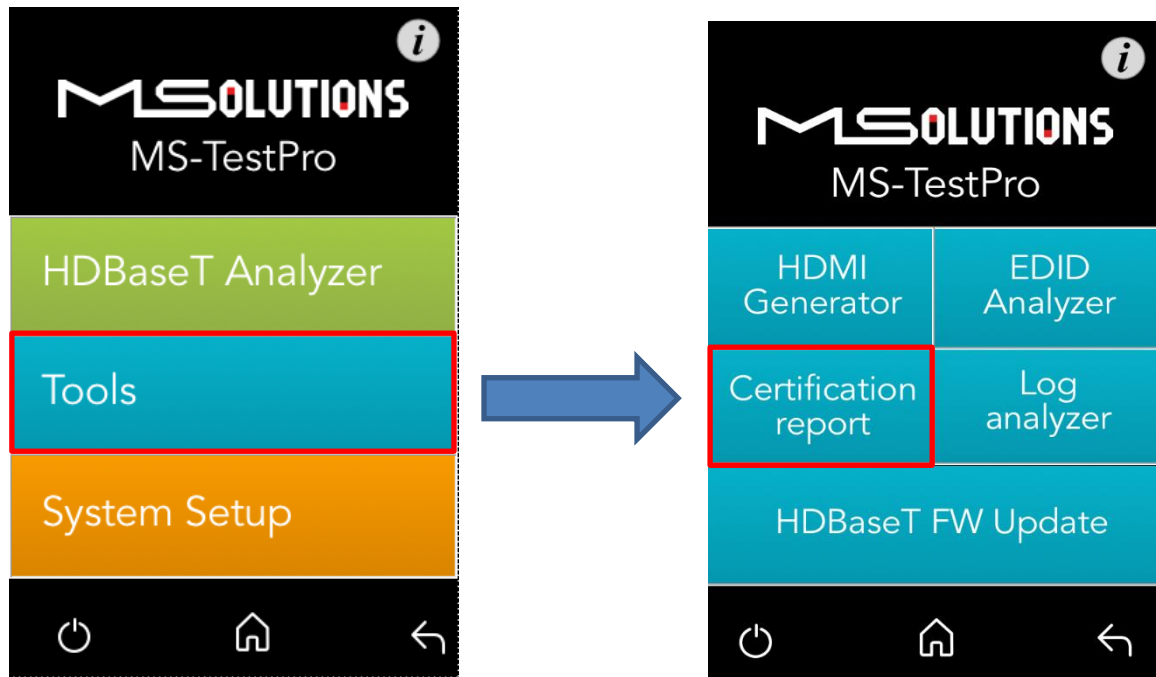 i
MSOLUTIONS
MS-TestPro
HDBaseT Analyzer
Tools
System Setup
i
MSOLUTIONS
MS-TestPro
HDMI
Generator
EDID
Analyzer
Certification
report
Log
analyzer
HDBaseT FW Update